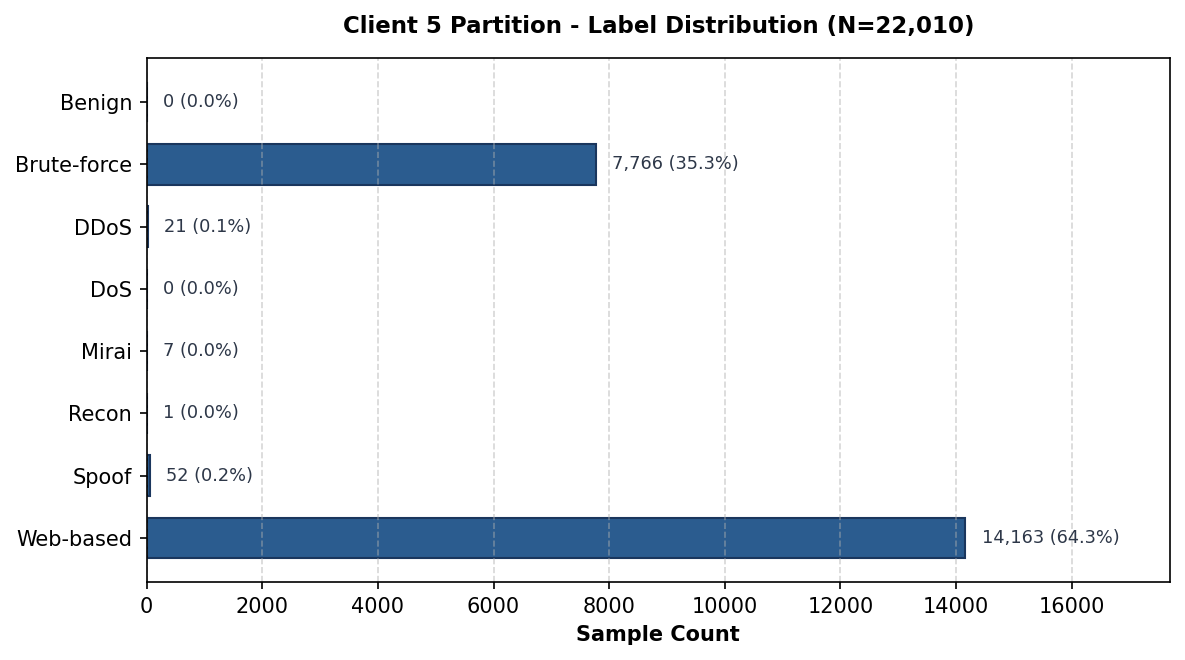 Client 5 Partition - Label Distribution (N=22,010)
Benign 0 (0.0%)
Brute-force 7,766 (35.3%)
DDoS 21 (0.1%)
DoS 0 (0.0%)
Mirai 7 (0.0%)
Recon 1 (0.0%)
Spoof 52 (0.2%)
Web-based 14,163 (64.3%)
0 2000 4000 6000 8000 10000 12000 14000 16000
Sample Count